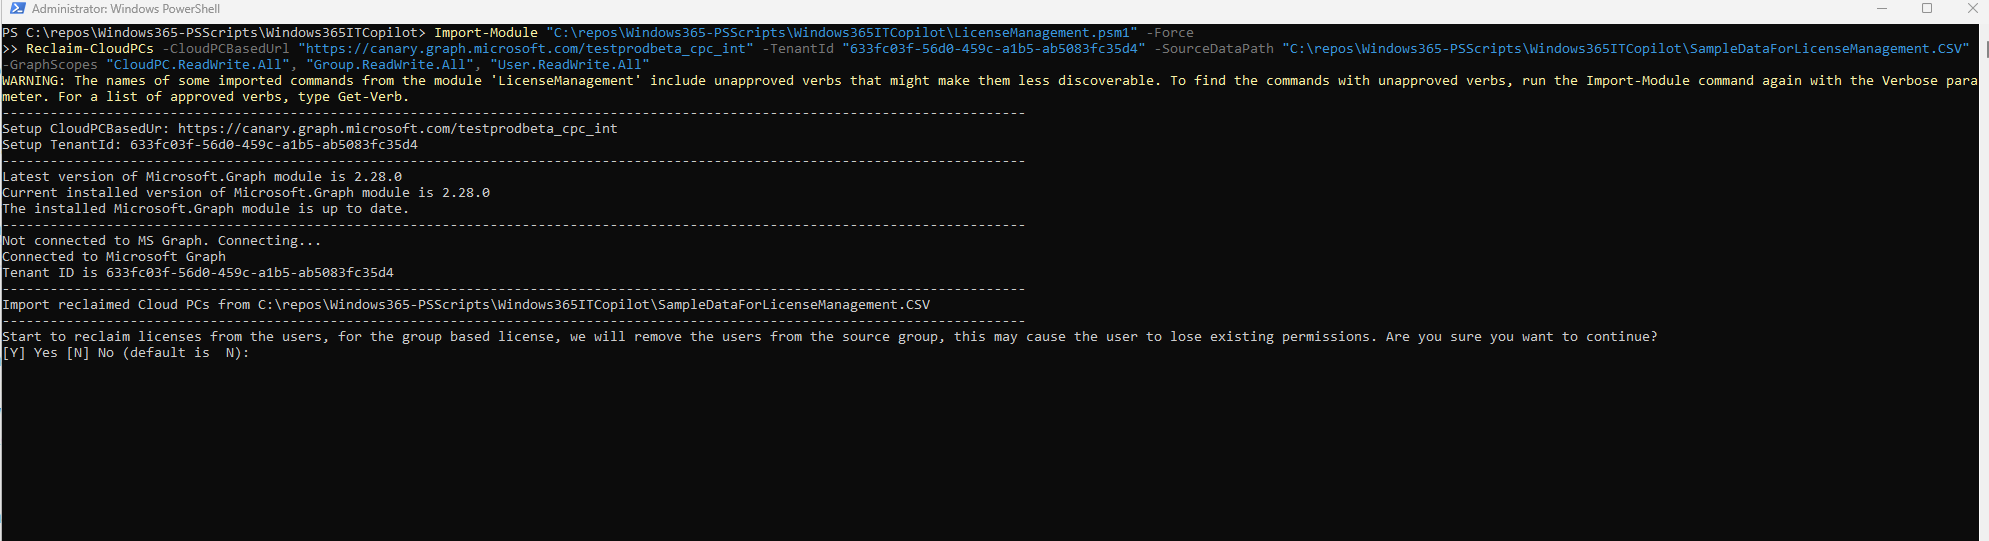 Administrator: Windows PowerShell
PS C:\repos\Windows365-PSScripts\Windows365ITCopilot> Import-Module "C:\repos\Windows365-PSScripts\Windows365ITCopilot\LicenseManagement.psm1" -Force
>> Reclaim-CloudPCs -CloudPCBasedUrl "https://canary.graph.microsoft.com/testprodbeta_cpc_int" -TenantId "633fc03f-56d0-459c-a1b5-ab5083fc35d4" -SourceDataPath "C:\repos\Windows365-PSScripts\Windows365ITCopilot\SampleDataForLicenseManagement.CSV"
-GraphScopes "CloudPC.ReadWrite.All", "Group.ReadWrite.All", "User.ReadWrite.All"
WARNING: The names of some imported commands from the module 'LicenseManagement' include unapproved verbs that might make them less discoverable. To find the commands with unapproved verbs, run the Import-Module command again with the Verbose para
meter. For a list of approved verbs, type Get-Verb.
--------------------------------------------------------------------------------------------------------------------------------
Setup CloudPCBasedUr: https://canary.graph.microsoft.com/testprodbeta_cpc_int
Setup TenantId: 633fc03f-56d0-459c-a1b5-ab5083fc35d4
--------------------------------------------------------------------------------------------------------------------------------
Latest version of Microsoft.Graph module is 2.28.0
Current installed version of Microsoft.Graph module is 2.28.0
The installed Microsoft.Graph module is up to date.
--------------------------------------------------------------------------------------------------------------------------------
Not connected to MS Graph. Connecting...
Connected to Microsoft Graph
Tenant ID is 633fc03f-56d0-459c-a1b5-ab5083fc35d4
--------------------------------------------------------------------------------------------------------------------------------
Import reclaimed Cloud PCs from C:\repos\Windows365-PSScripts\Windows365ITCopilot\SampleDataForLicenseManagement.CSV
--------------------------------------------------------------------------------------------------------------------------------
Start to reclaim licenses from the users, for the group based license, we will remove the users from the source group, this may cause the user to lose existing permissions. Are you sure you want to continue?
[Y] Yes [N] No (default is  N):